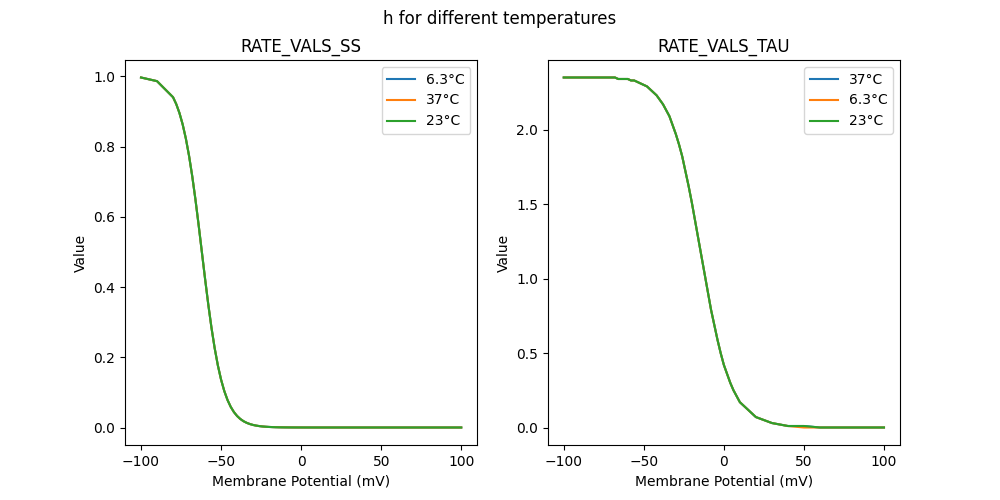 h for different temperatures
RATE_VALS_SS
Value
1.0
0.8
0.6
0.4
0.2
0.0
−100
−50
0
50
100
Membrane Potential (mV)
6.3°C
37°C
23°C
RATE_VALS_TAU
Value
2.0
1.5
1.0
0.5
0.0
−100
−50
0
50
100
Membrane Potential (mV)
37°C
6.3°C
23°C